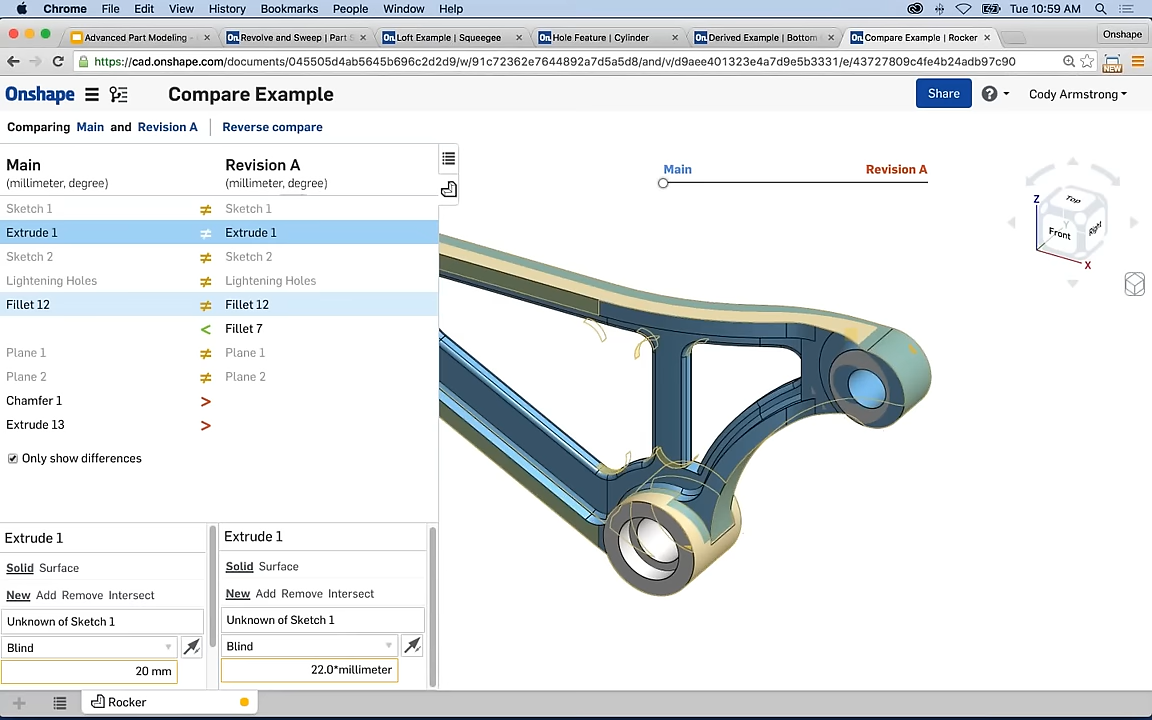 Chrome File Edit View History Bookmarks People Window Help Tue 10:59 AM
Advanced Part Modeling - × Revolve and Sweep | Part S × Loft Example | Squeegee × Hole Feature | Cylinder × Derived Example | Bottom × Compare Example | Rocker × Onshape
https://cad.onshape.com/documents/045505d4ab5645b696c2d2d9/w/91c72362e7644892a7d5a5d8/and/v/d9aee401323e4a7d9e5b3331/e/43727809c4fe4b24adb97c90 NEW
Onshape Compare Example Share ? Cody Armstrong
Comparing Main and Revision A | Reverse compare
Main Revision A
(millimeter, degree) (millimeter, degree)
Sketch 1 ≠ Sketch 1
Extrude 1 ≠ Extrude 1
Sketch 2 ≠ Sketch 2
Lightening Holes ≠ Lightening Holes
Fillet 12 ≠ Fillet 12
< Fillet 7
Plane 1 ≠ Plane 1
Plane 2 ≠ Plane 2
Chamfer 1 >
Extrude 13 >
Only show differences
Main Revision A
Z
Top
Y
Front Right
X
Extrude 1
Solid Surface
New Add Remove Intersect
Unknown of Sketch 1
Blind
20 mm
Extrude 1
Solid Surface
New Add Remove Intersect
Unknown of Sketch 1
Blind
22.0*millimeter
+ Rocker